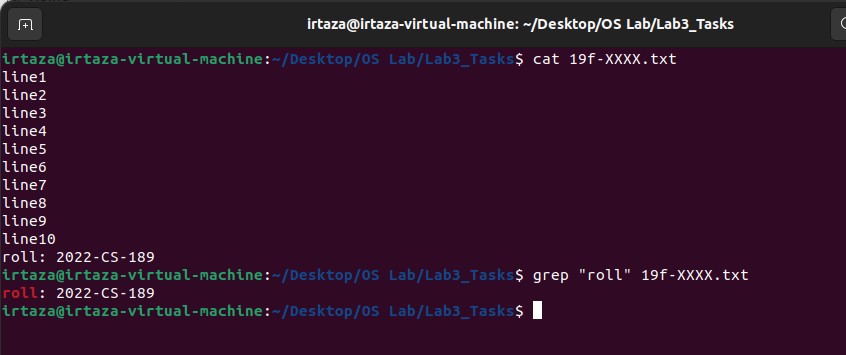 irtaza@irtaza-virtual-machine: ~/Desktop/OS Lab/Lab3_Tasks
irtaza@irtaza-virtual-machine:~/Desktop/OS Lab/Lab3_Tasks$ cat 19f-XXXX.txt
line1
line2
line3
line4
line5
line6
line7
line8
line9
line10
roll: 2022-CS-189
irtaza@irtaza-virtual-machine:~/Desktop/OS Lab/Lab3_Tasks$ grep "roll" 19f-XXXX.txt
roll: 2022-CS-189
irtaza@irtaza-virtual-machine:~/Desktop/OS Lab/Lab3_Tasks$